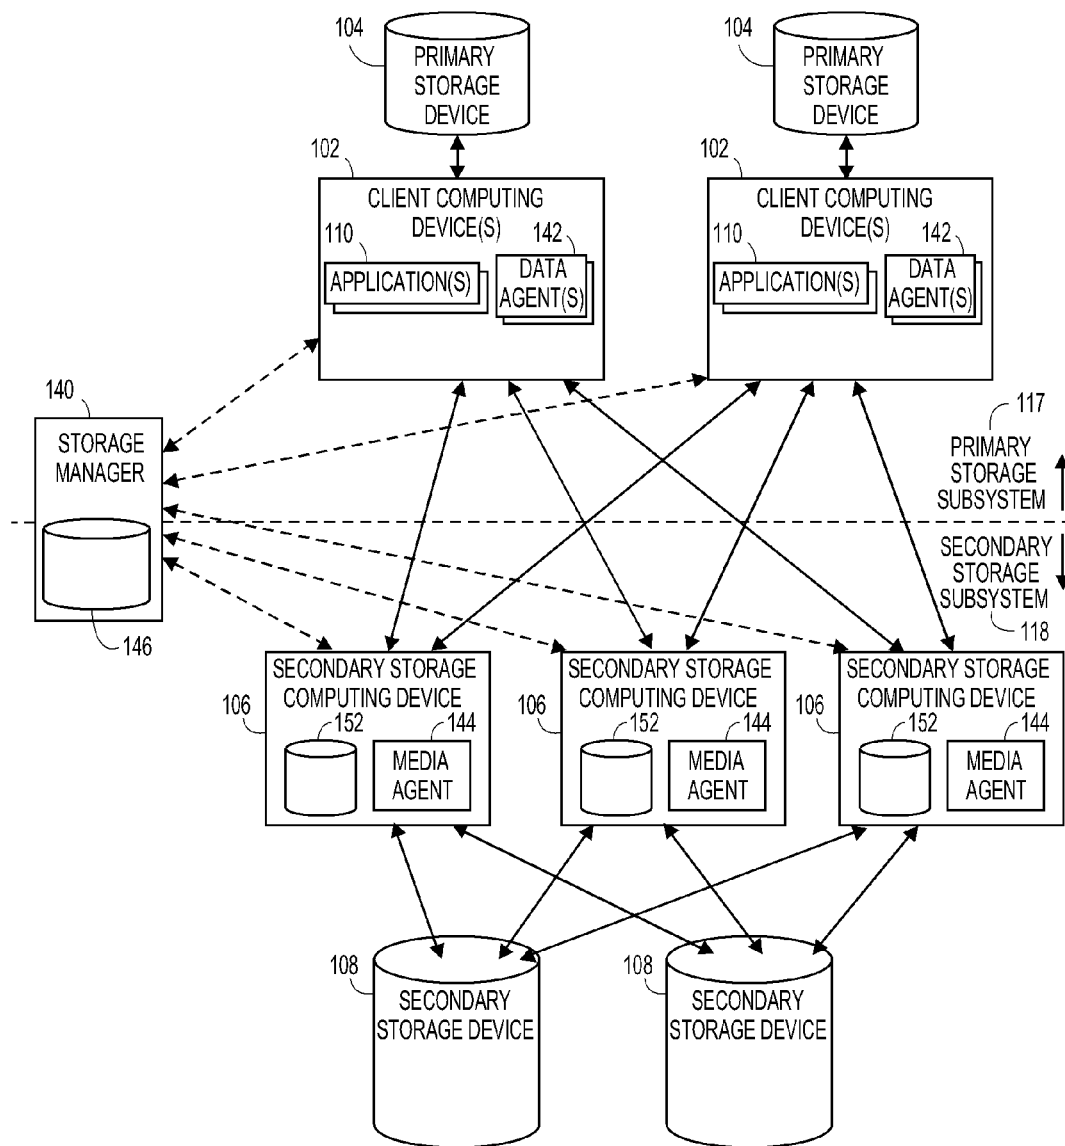 104
PRIMARY
STORAGE
DEVICE
104
PRIMARY
STORAGE
DEVICE
102
CLIENT COMPUTING
DEVICE(S)
110
142
APPLICATION(S)
DATA
AGENT(S)
102
CLIENT COMPUTING
DEVICE(S)
110
142
APPLICATION(S)
DATA
AGENT(S)
140
STORAGE
MANAGER
146
117
PRIMARY
STORAGE
SUBSYSTEM
SECONDARY
STORAGE
SUBSYSTEM
118
SECONDARY STORAGE
COMPUTING DEVICE
106
152
144
MEDIA
AGENT
SECONDARY STORAGE
COMPUTING DEVICE
106
152
144
MEDIA
AGENT
SECONDARY STORAGE
COMPUTING DEVICE
106
152
144
MEDIA
AGENT
108
SECONDARY
STORAGE DEVICE
108
SECONDARY
STORAGE DEVICE